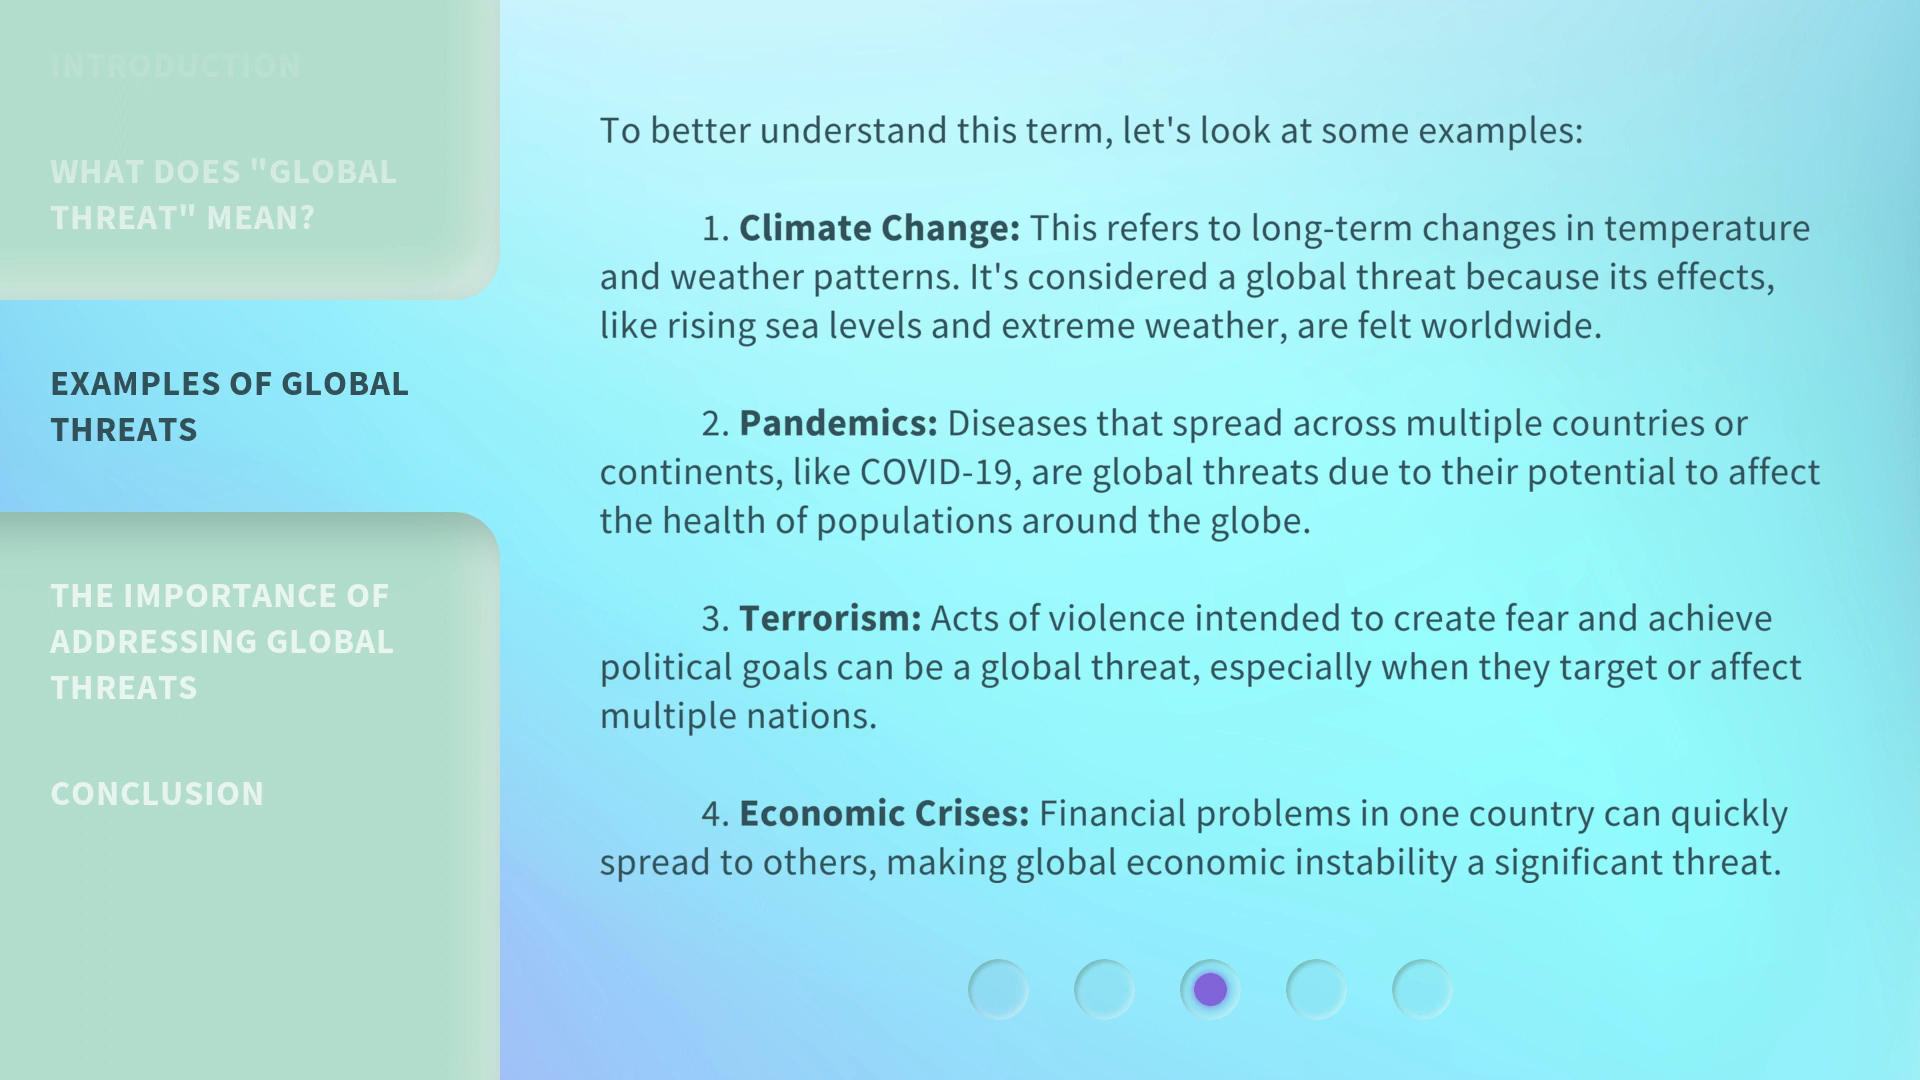 INTRODUCTION
WHAT DOES "GLOBAL
THREAT" MEAN?
EXAMPLES OF GLOBAL
THREATS
THE IMPORTANCE OF
ADDRESSING GLOBAL
THREATS
CONCLUSION
To better understand this term, let's look at some examples:
1. Climate Change: This refers to long-term changes in temperature
and weather patterns. It's considered a global threat because its effects,
like rising sea levels and extreme weather, are felt worldwide.
2. Pandemics: Diseases that spread across multiple countries or
continents, like COVID-19, are global threats due to their potential to affect
the health of populations around the globe.
3. Terrorism: Acts of violence intended to create fear and achieve
political goals can be a global threat, especially when they target or affect
multiple nations.
4. Economic Crises: Financial problems in one country can quickly
spread to others, making global economic instability a significant threat.